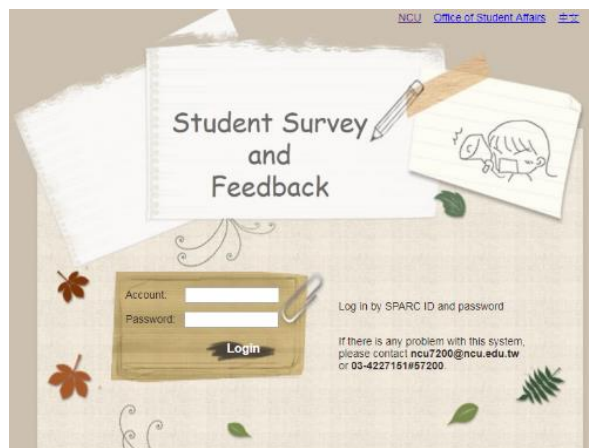 NCU Office of Student Affairs 中文
Student Survey
and
Feedback
Account:
Password:
Login
Log in by SPARC ID and password
If there is any problem with this system,
please contact ncu7200@ncu.edu.tw
or 03-4227151#57200.